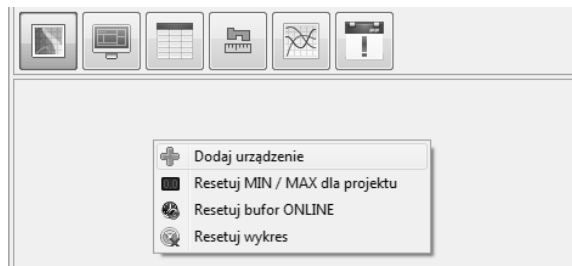 Dodaj urządzenie
Resetuj MIN / MAX dla projektu
Resetuj bufor ONLINE
Resetuj wykres